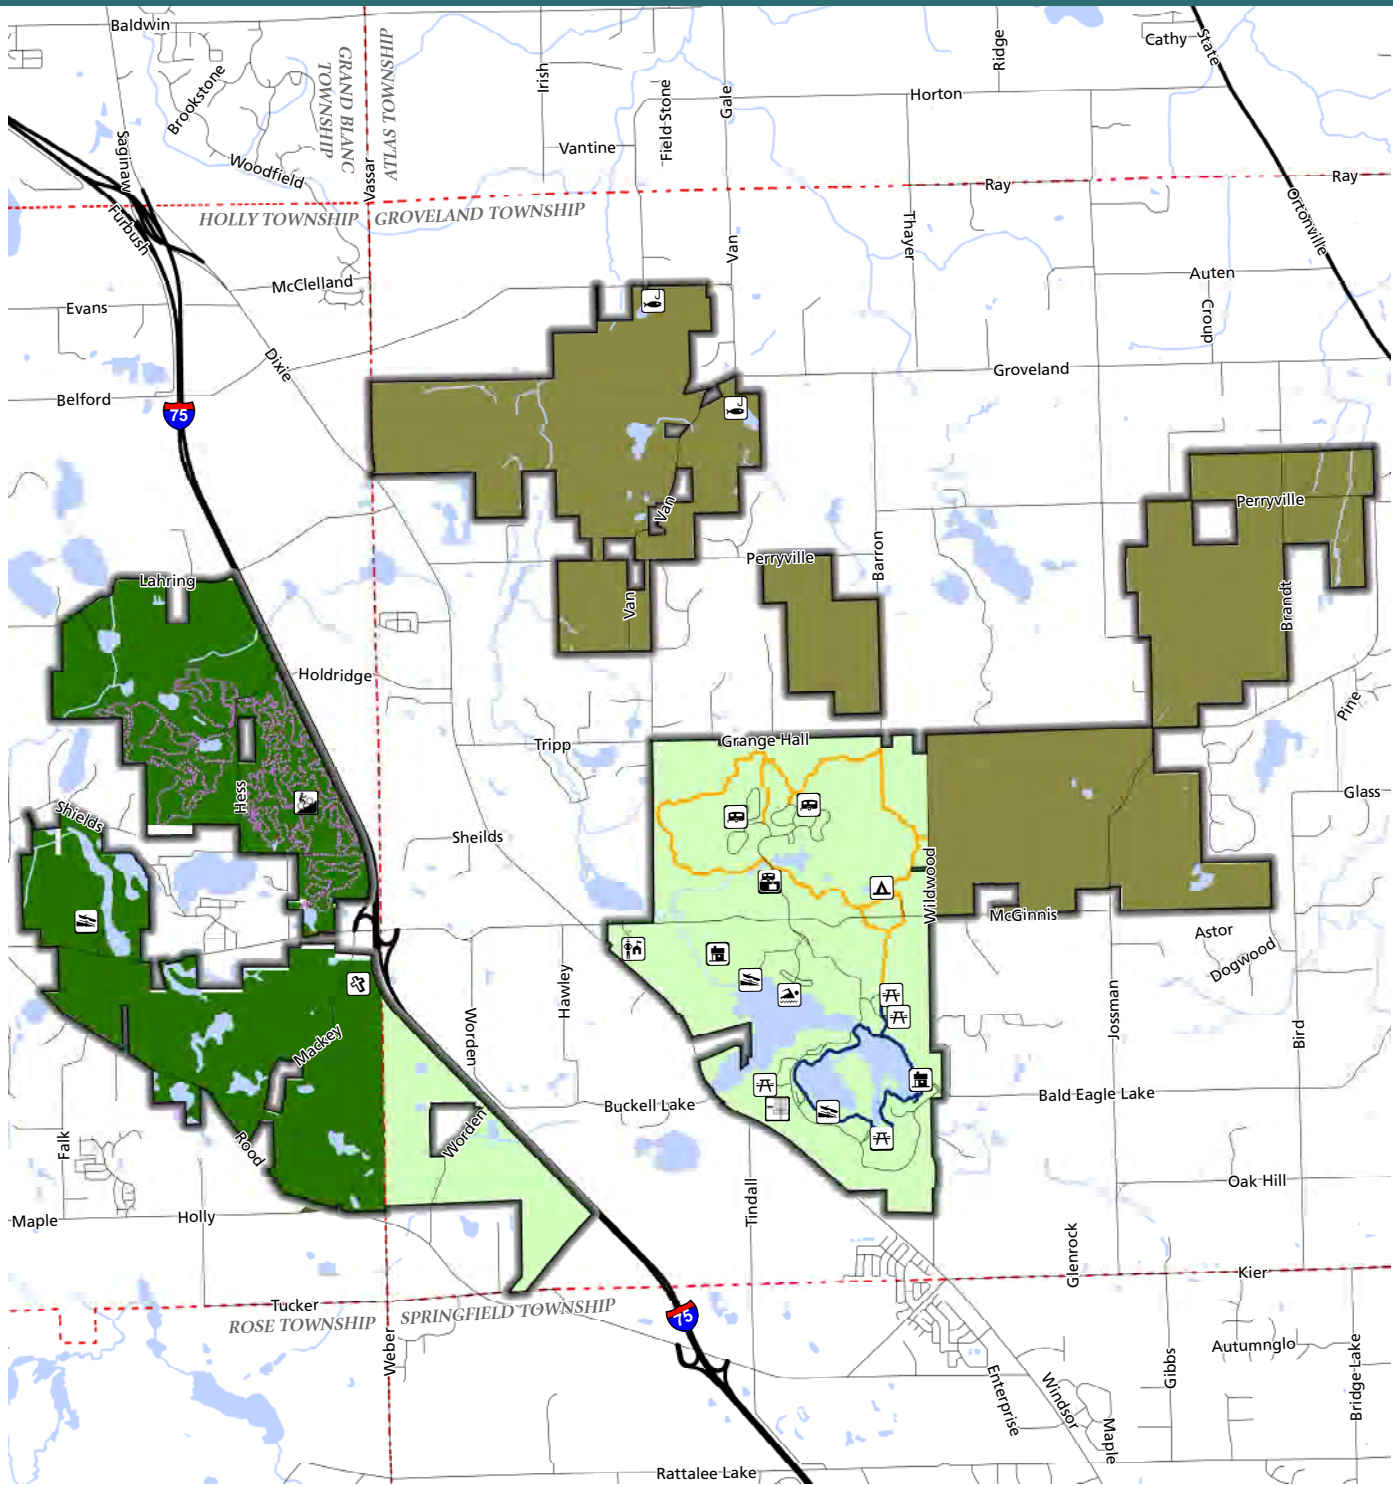 Baldwin
Brookstone
GRAND BLANC
TOWNSHIP
ATLAS TOWNSHIP
Irish
Field Stone
Gale
Ridge
Cathy
State
Horton
Saginaw
Woodfield
Vassar
Vantine
Ray
Ray
HOLLY TOWNSHIP
GROVELAND TOWNSHIP
Furbush
Van
Thayer
Ortonville
McClelland
Auten
Evans
Croup
Dixie
Groveland
Belford
75
Perryville
Van
Perryville
Barron
Lahring
Van
Brandt
Holdridge
Pine
Tripp
Grange Hall
Hess
Glass
Shields
Sheilds
Wildwood
McGinnis
Astor
Dogwood
Hawley
Worden
Jossman
Bird
Mackey
Buckell Lake
Bald Eagle Lake
Worden
Falk
Rood
Tindall
Oak Hill
Maple
Holly
Glenrock
Kier
Tucker
ROSE TOWNSHIP
SPRINGFIELD TOWNSHIP
75
Weber
Autumnglo
Gibbs
Bridge Lake
Enterprise
Windsor
Maple
Rattalee Lake